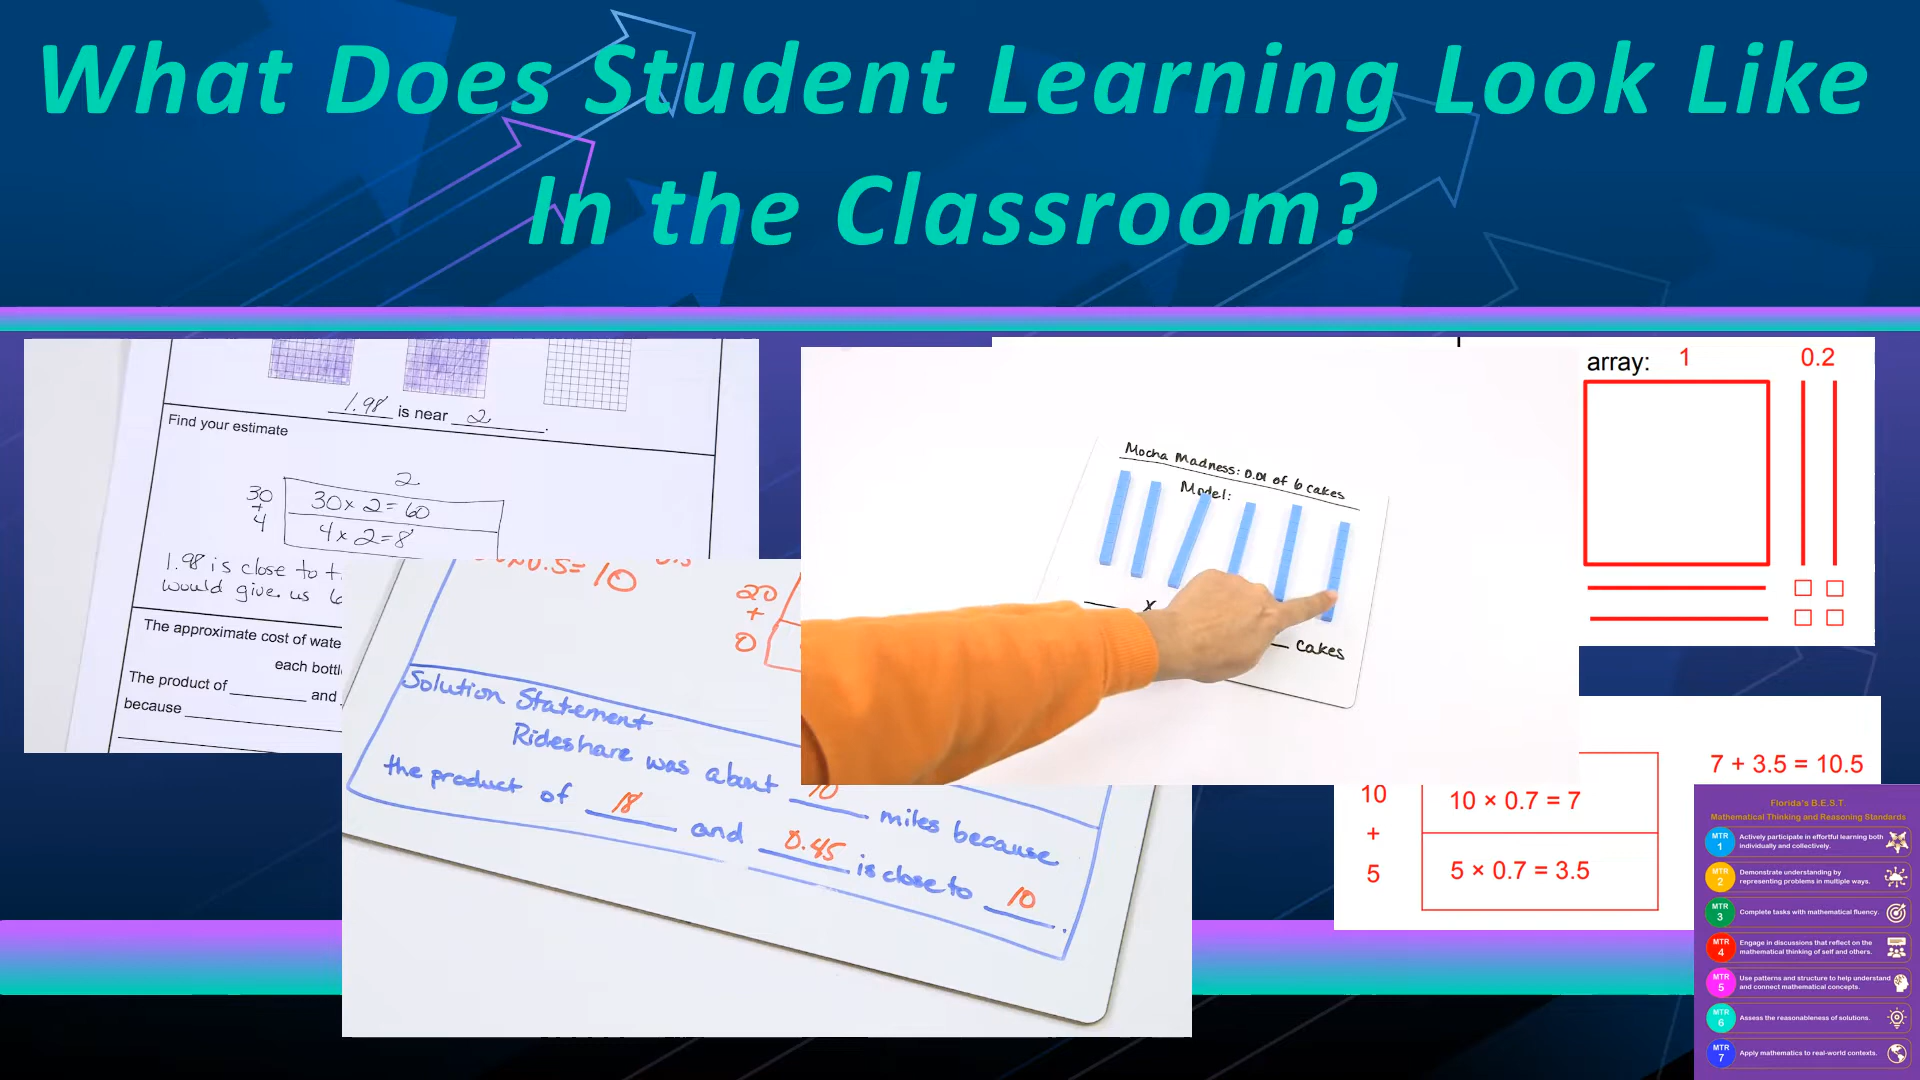 What Does Student Learning Look Like
In the Classroom?
1.98 is near 2.
Find your estimate
2
30
+
4
30 x 2 = 60
4 x 2 = 8
1.98 is close to
would give us
The approximate cost of wate
each bottl
The product of ______ and
because
= 10
20
+
0
Solution Statement
Rideshare was about 10 miles because
the product of 18 and 0.45 is close to 10.
Mocha Madness: 0.01 of 6 cakes
Model:
x
cakes
array: 1 0.2
7 + 3.5 = 10.5
10
+
5
10 × 0.7 = 7
5 × 0.7 = 3.5
Florida's B.E.S.T.
Mathematical Thinking and Reasoning Standards
MTR 1
Actively participate in effortful learning both
individually and collectively.
MTR 2
Demonstrate understanding by
representing problems in multiple ways.
MTR 3
Complete tasks with mathematical fluency.
MTR 4
Engage in discussions that reflect on the
mathematical thinking of self and others.
MTR 5
Use patterns and structure to help understand
and connect mathematical concepts.
MTR 6
Assess the reasonableness of solutions.
MTR 7
Apply mathematics to real-world contexts.